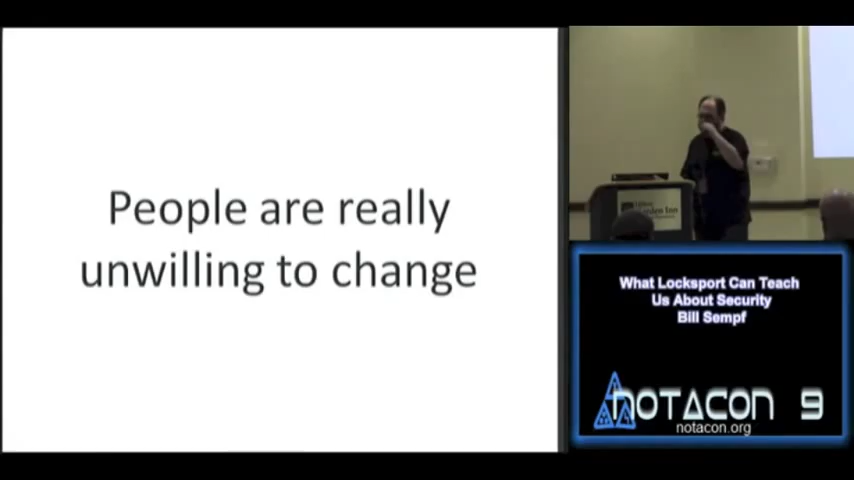 People are really
unwilling to change
What Locksport Can Teach
Us About Security
Bill Sempf
NOTACON 9
notacon.org